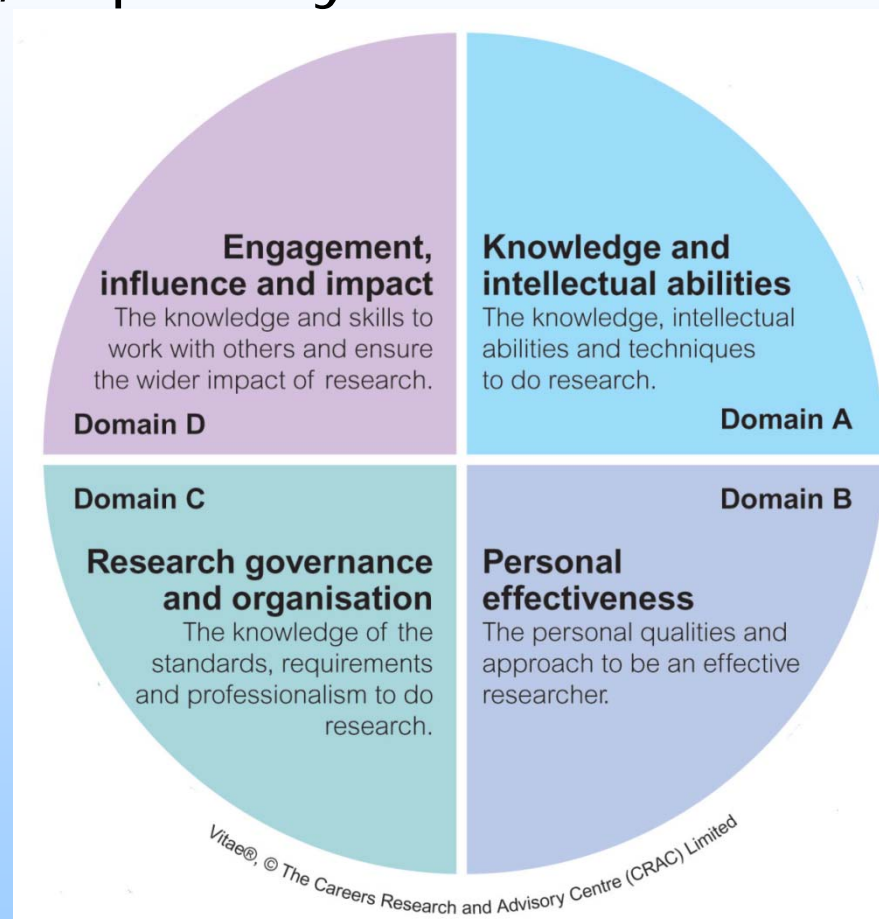 Engagement,
influence and impact
The knowledge and skills to
work with others and ensure
the wider impact of research.
Domain D
Knowledge and
intellectual abilities
The knowledge, intellectual
abilities and techniques
to do research.
Domain A
Domain C
Research governance
and organisation
The knowledge of the
standards, requirements
and professionalism to do
research.
Domain B
Personal
effectiveness
The personal qualities and
approach to be an effective
researcher.
Vitae®, © The Careers Research and Advisory Centre (CRAC) Limited